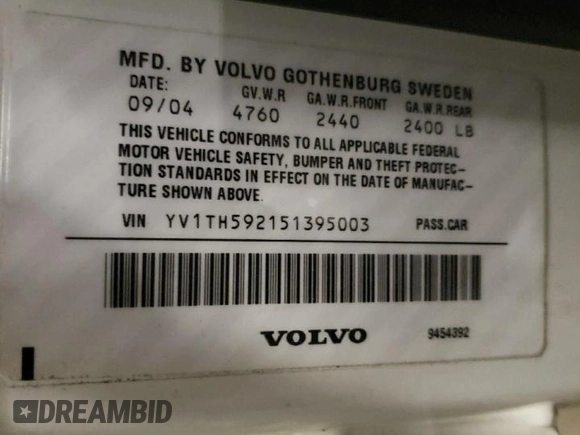 MFD. BY VOLVO GOTHENBURG SWEDEN
DATE: GV.W.R GA.W.R.FRONT GA.W.R.REAR
09/04 4760 2440 2400 LB
THIS VEHICLE CONFORMS TO ALL APPLICABLE FEDERAL
MOTOR VEHICLE SAFETY, BUMPER AND THEFT PROTEC-
TION STANDARDS IN EFFECT ON THE DATE OF MANUFAC-
TURE SHOWN ABOVE.
VIN YV1TH592151395003 PASS.CAR
VOLVO 9454392
DREAMBID